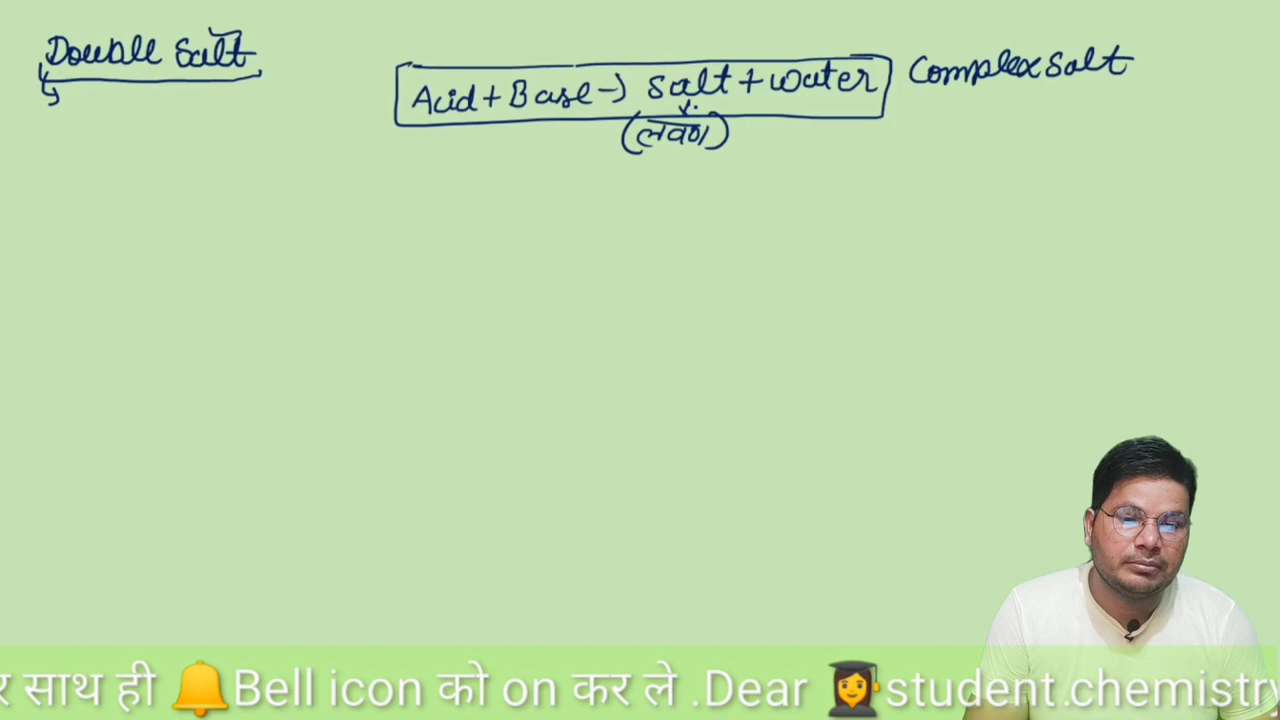 Double Salt
Acid + Base → Salt + Water
(लवण)
Complex Salt
र साथ ही 🔔Bell icon को on कर ले .Dear 👩‍🎓student.chemistry